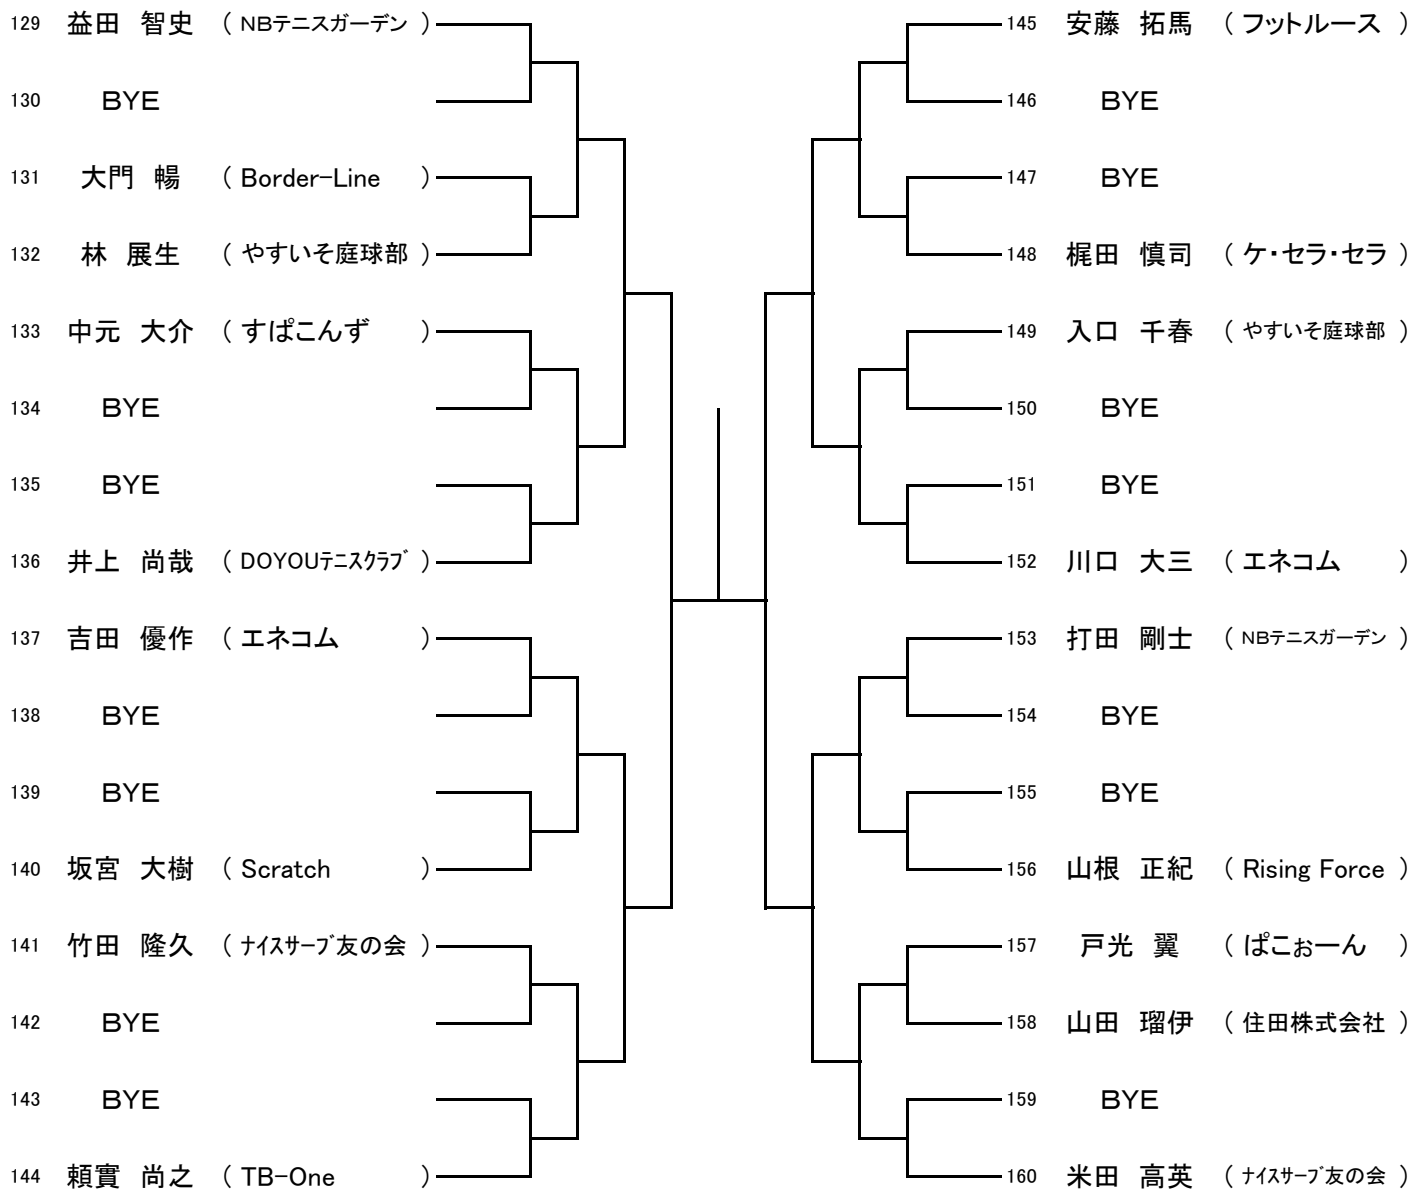 129 益田 智史 ( NBテニスガーデン )
130 BYE
131 大門 暢 ( Border-Line )
132 林 展生 ( やすいそ庭球部 )
133 中元 大介 ( すぱこんず )
134 BYE
135 BYE
136 井上 尚哉 ( DOYOUﾃﾆｽｸﾗﾌﾞ )
137 吉田 優作 ( エネコム )
138 BYE
139 BYE
140 坂宮 大樹 ( Scratch )
141 竹田 隆久 ( ﾅｲｽｻｰﾌﾞ友の会 )
142 BYE
143 BYE
144 頼實 尚之 ( TB-One )
145 安藤 拓馬 ( フットルース )
146 BYE
147 BYE
148 梶田 慎司 ( ケ・セラ・セラ )
149 入口 千春 ( やすいそ庭球部 )
150 BYE
151 BYE
152 川口 大三 ( エネコム )
153 打田 剛士 ( NBテニスガーデン )
154 BYE
155 BYE
156 山根 正紀 ( Rising Force )
157 戸光 翼 ( ぱこぉーん )
158 山田 瑠伊 ( 住田株式会社 )
159 BYE
160 米田 高英 ( ﾅｲｽｻｰﾌﾞ友の会 )